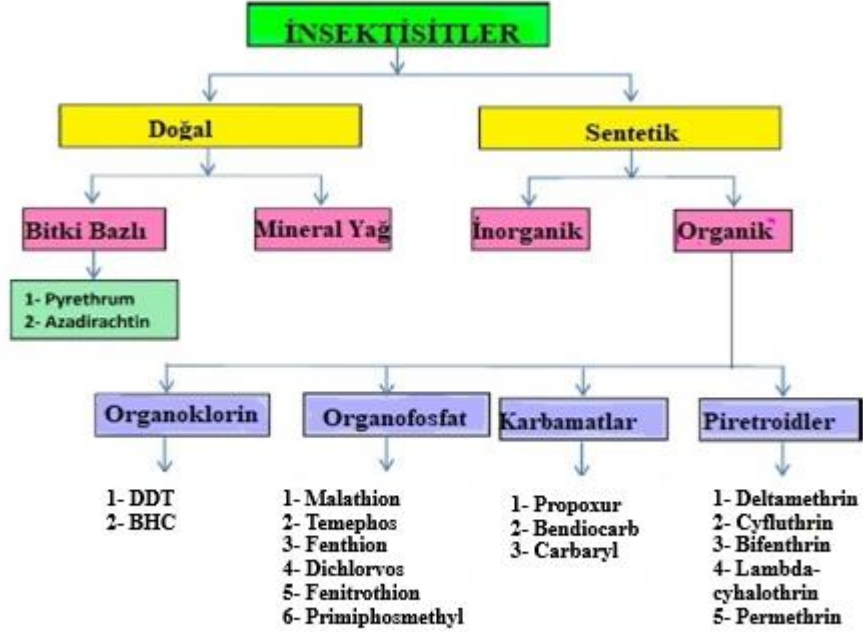 İNSEKTİSİTLER
Doğal
Sentetik
Bitki Bazlı
Mineral Yağ
İnorganik
Organik
1- Pyrethrum
2- Azadirachtin
Organoklorin
Organofosfat
Karbamatlar
Piretroidler
1- DDT
2- BHC
1- Malathion
2- Temephos
3- Fenthion
4- Dichlorvos
5- Fenitrothion
6- Primiphosmethyl
1- Propoxur
2- Bendiocarb
3- Carbaryl
1- Deltamethrin
2- Cyfluthrin
3- Bifenthrin
4- Lambda-
cyhalothrin
5- Permethrin